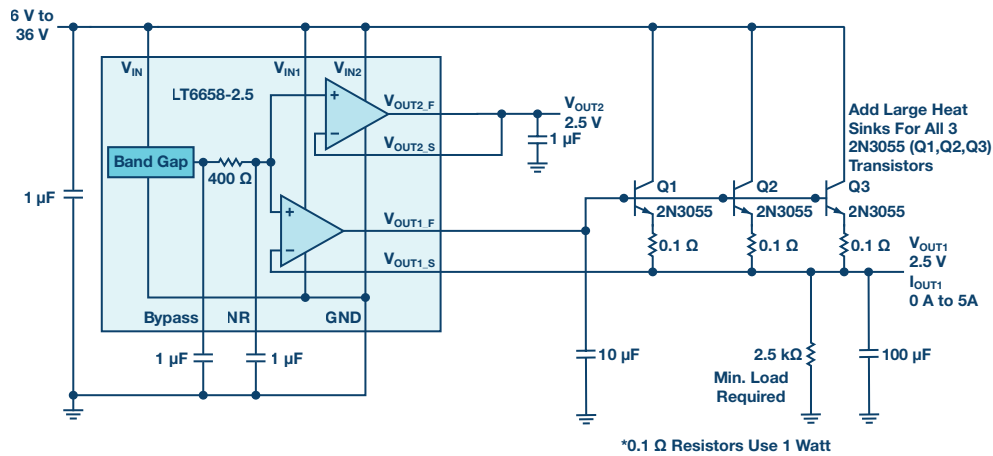 6 V to
36 V
VIN
VIN1
VIN2
LT6658-2.5
+
−
VOUT2_F
VOUT2_S
VOUT2
2.5 V
1 µF
Band Gap
400 Ω
1 µF
+
−
VOUT1_F
VOUT1_S
Bypass
NR
GND
1 µF
1 µF
Add Large Heat
Sinks For All 3
2N3055 (Q1,Q2,Q3)
Transistors
Q1
2N3055
0.1 Ω
Q2
2N3055
0.1 Ω
Q3
2N3055
0.1 Ω
VOUT1
2.5 V
IOUT1
0 A to 5A
10 µF
2.5 kΩ
Min. Load
Required
100 µF
*0.1 Ω Resistors Use 1 Watt